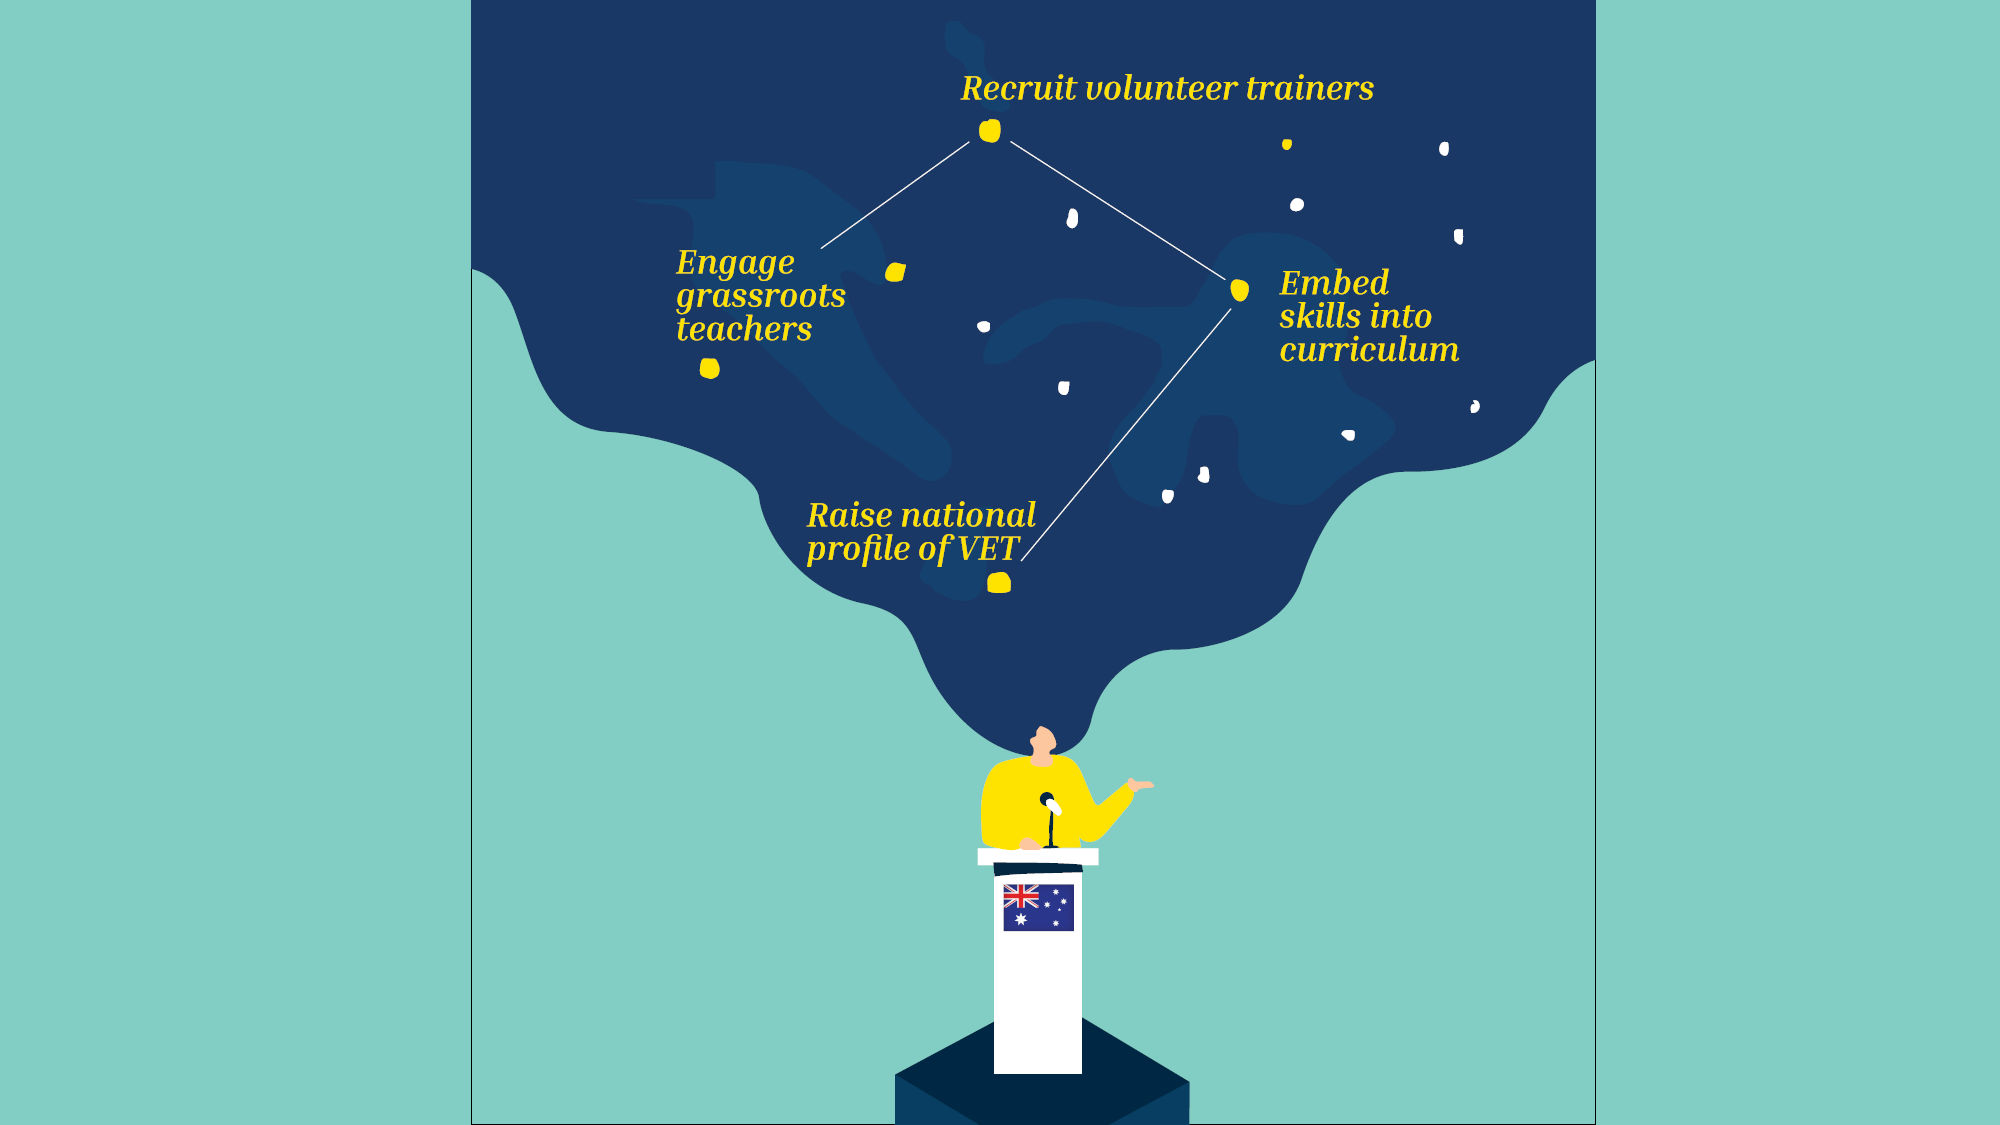 Recruit volunteer trainers
Engage
grassroots
teachers
Embed
skills into
curriculum
Raise national
profile of VET